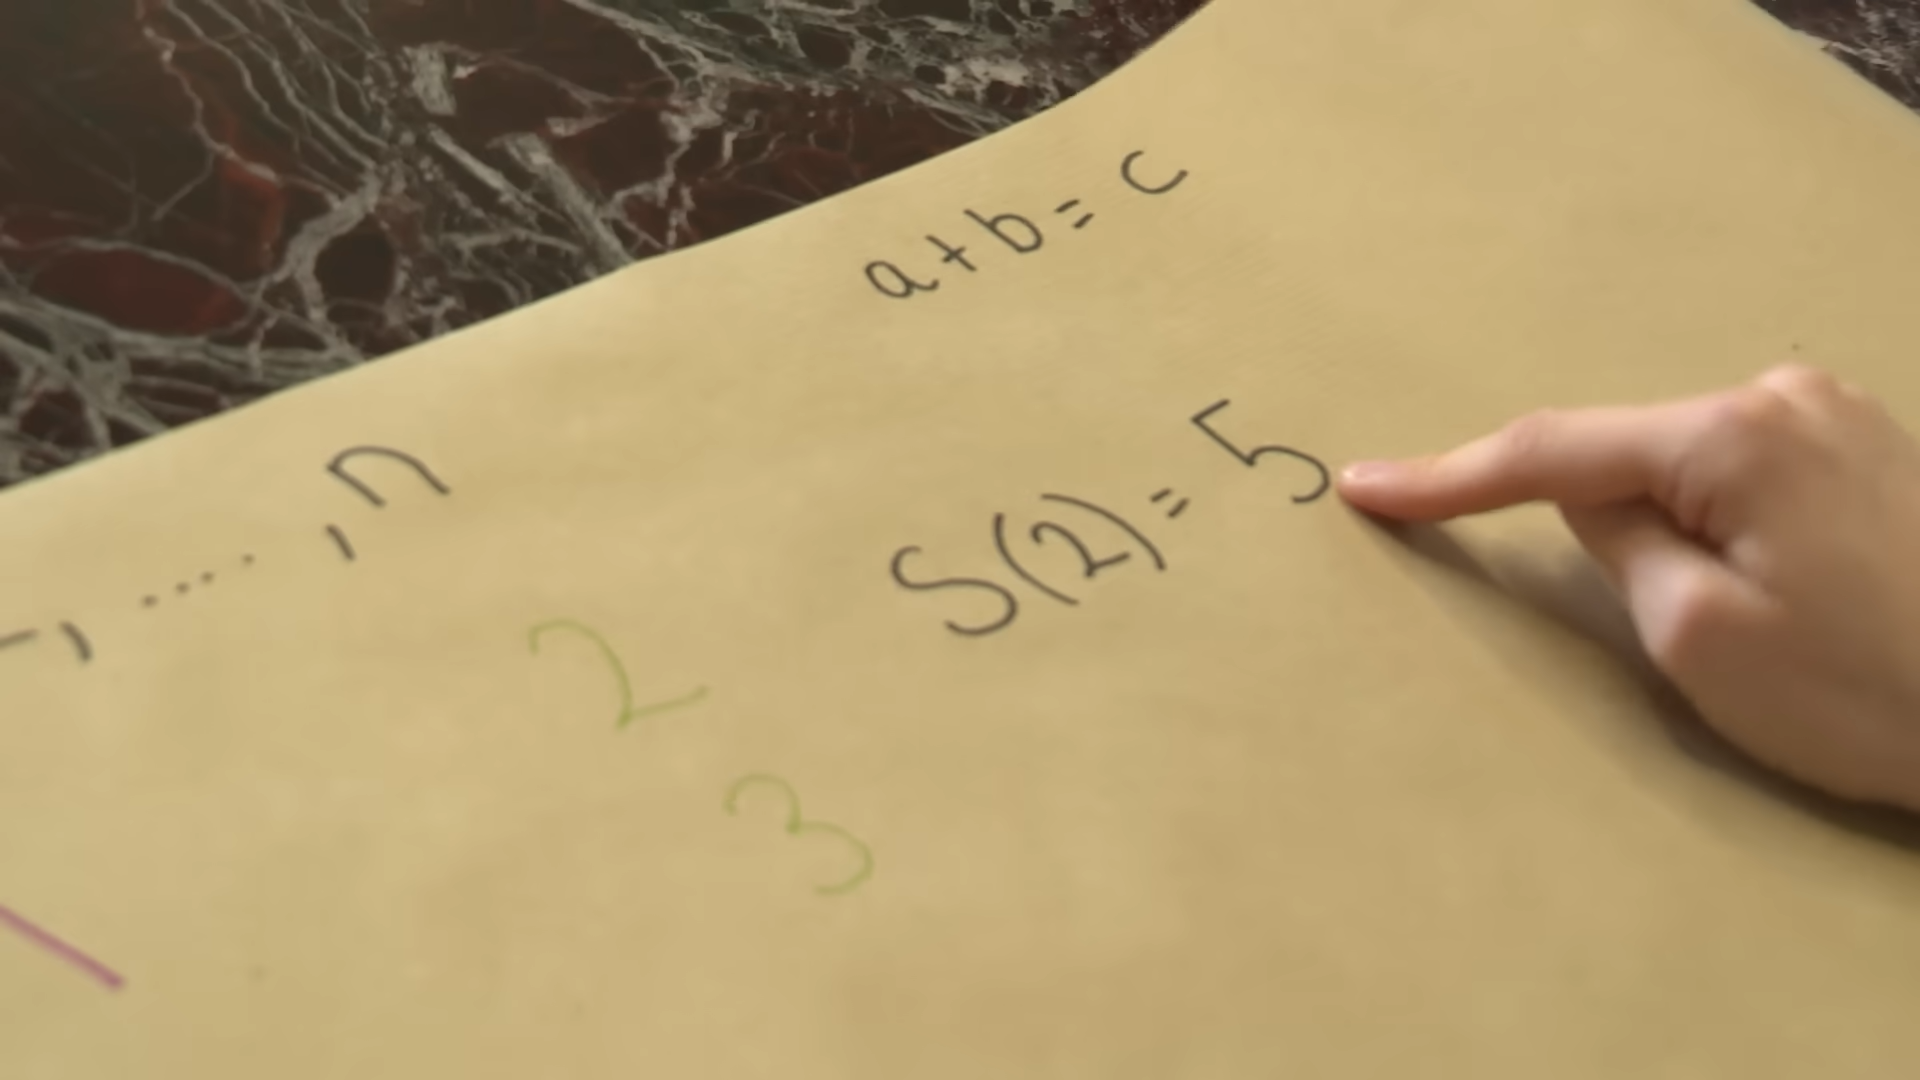 a+b=c
, ..... ,n
S(2)=5
2
3